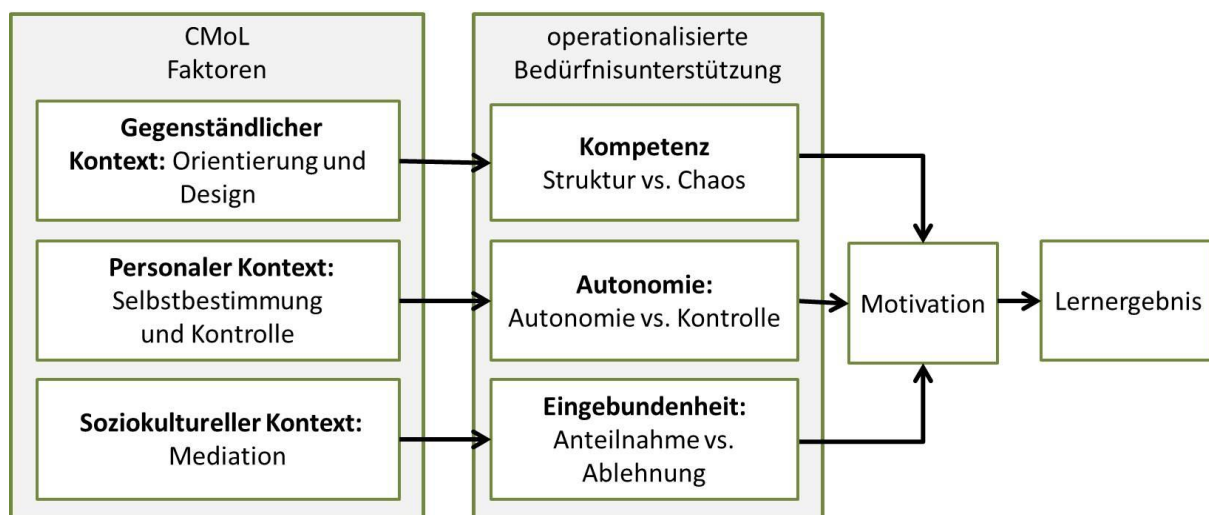 CMoL
Faktoren
Gegenständlicher
Kontext: Orientierung und
Design
Personaler Kontext:
Selbstbestimmung
und Kontrolle
Soziokultureller Kontext:
Mediation
operationalisierte
Bedürfnisunterstützung
Kompetenz
Struktur vs. Chaos
Autonomie:
Autonomie vs. Kontrolle
Eingebundenheit:
Anteilnahme vs.
Ablehnung
Motivation
Lernergebnis